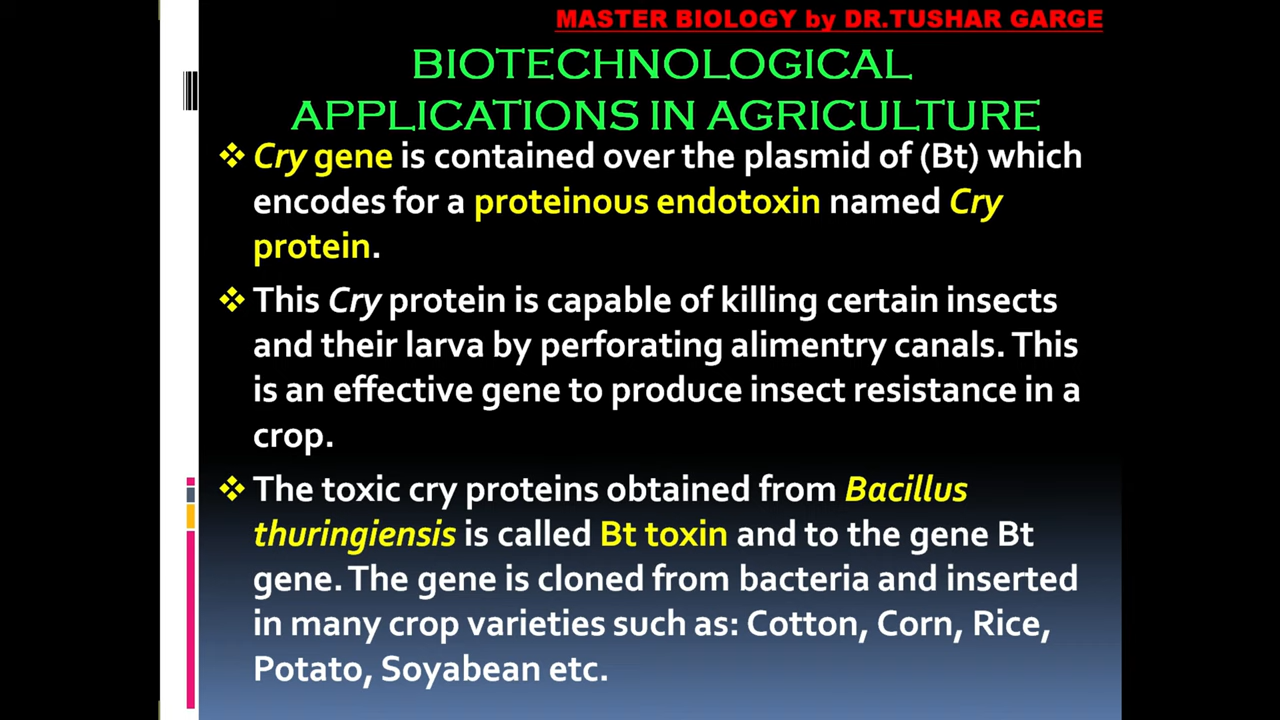 MASTER BIOLOGY by DR.TUSHAR GARGE
BIOTECHNOLOGICAL
APPLICATIONS IN AGRICULTURE
❖ Cry gene is contained over the plasmid of (Bt) which
encodes for a proteinous endotoxin named Cry
protein.
❖ This Cry protein is capable of killing certain insects
and their larva by perforating alimentry canals. This
is an effective gene to produce insect resistance in a
crop.
❖ The toxic cry proteins obtained from Bacillus
thuringiensis is called Bt toxin and to the gene Bt
gene. The gene is cloned from bacteria and inserted
in many crop varieties such as: Cotton, Corn, Rice,
Potato, Soyabean etc.